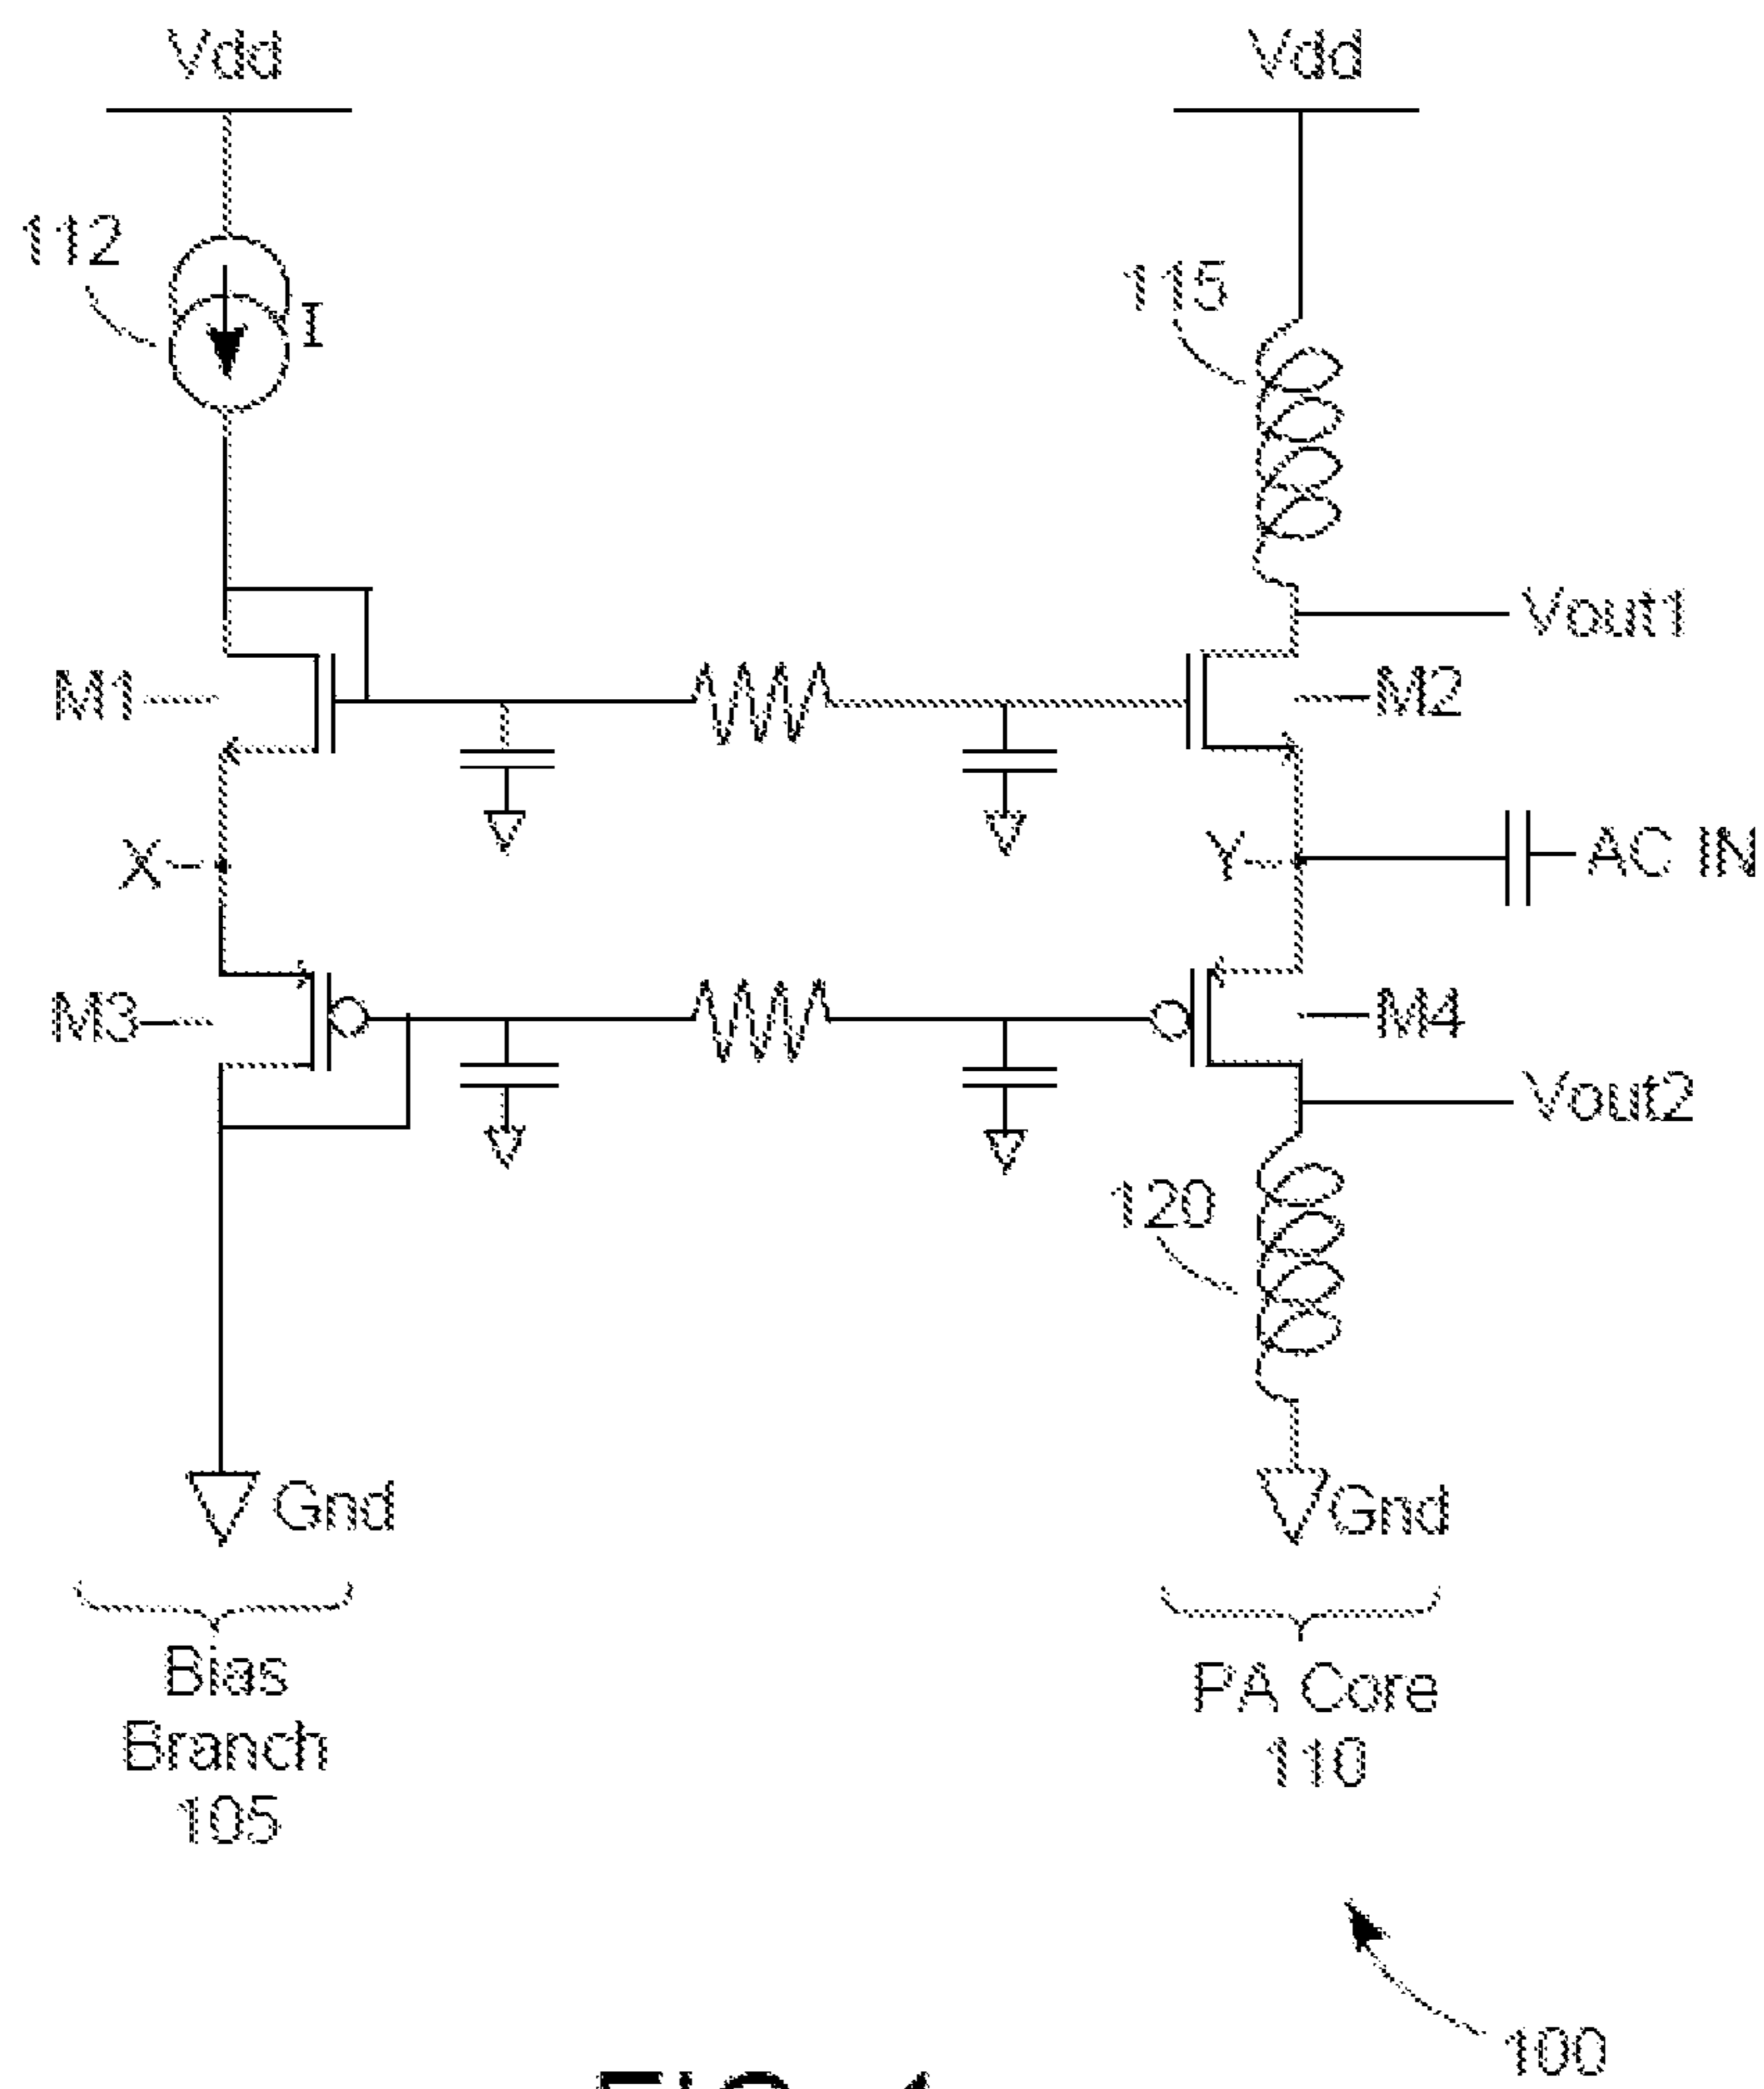 Vdd
Vdd
112
I
115
Vout1
M1
M2
X
Y
AC IN
M3
M4
Vout2
120
Gnd
Gnd
Bias
Branch
105
PA Core
110
100